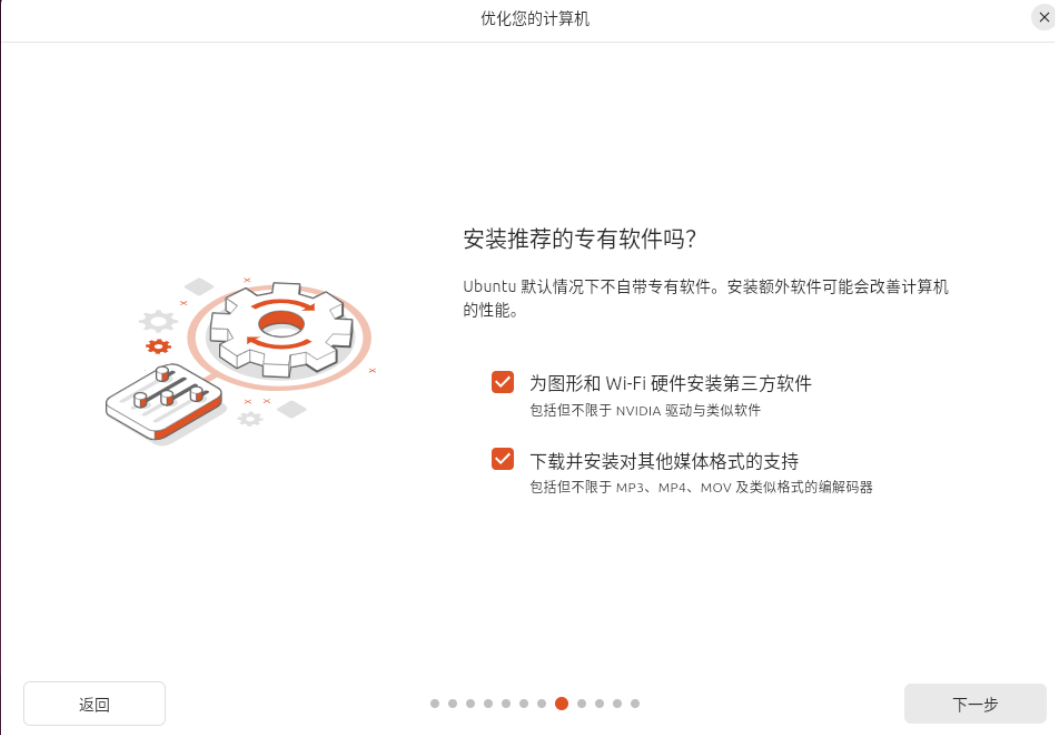 优化您的计算机
安装推荐的专有软件吗？
Ubuntu 默认情况下不自带专有软件。安装额外软件可能会改善计算机
的性能。
为图形和 Wi-Fi 硬件安装第三方软件
包括但不限于 NVIDIA 驱动与类似软件
下载并安装对其他媒体格式的支持
包括但不限于 MP3、MP4、MOV 及类似格式的编解码器
返回
下一步